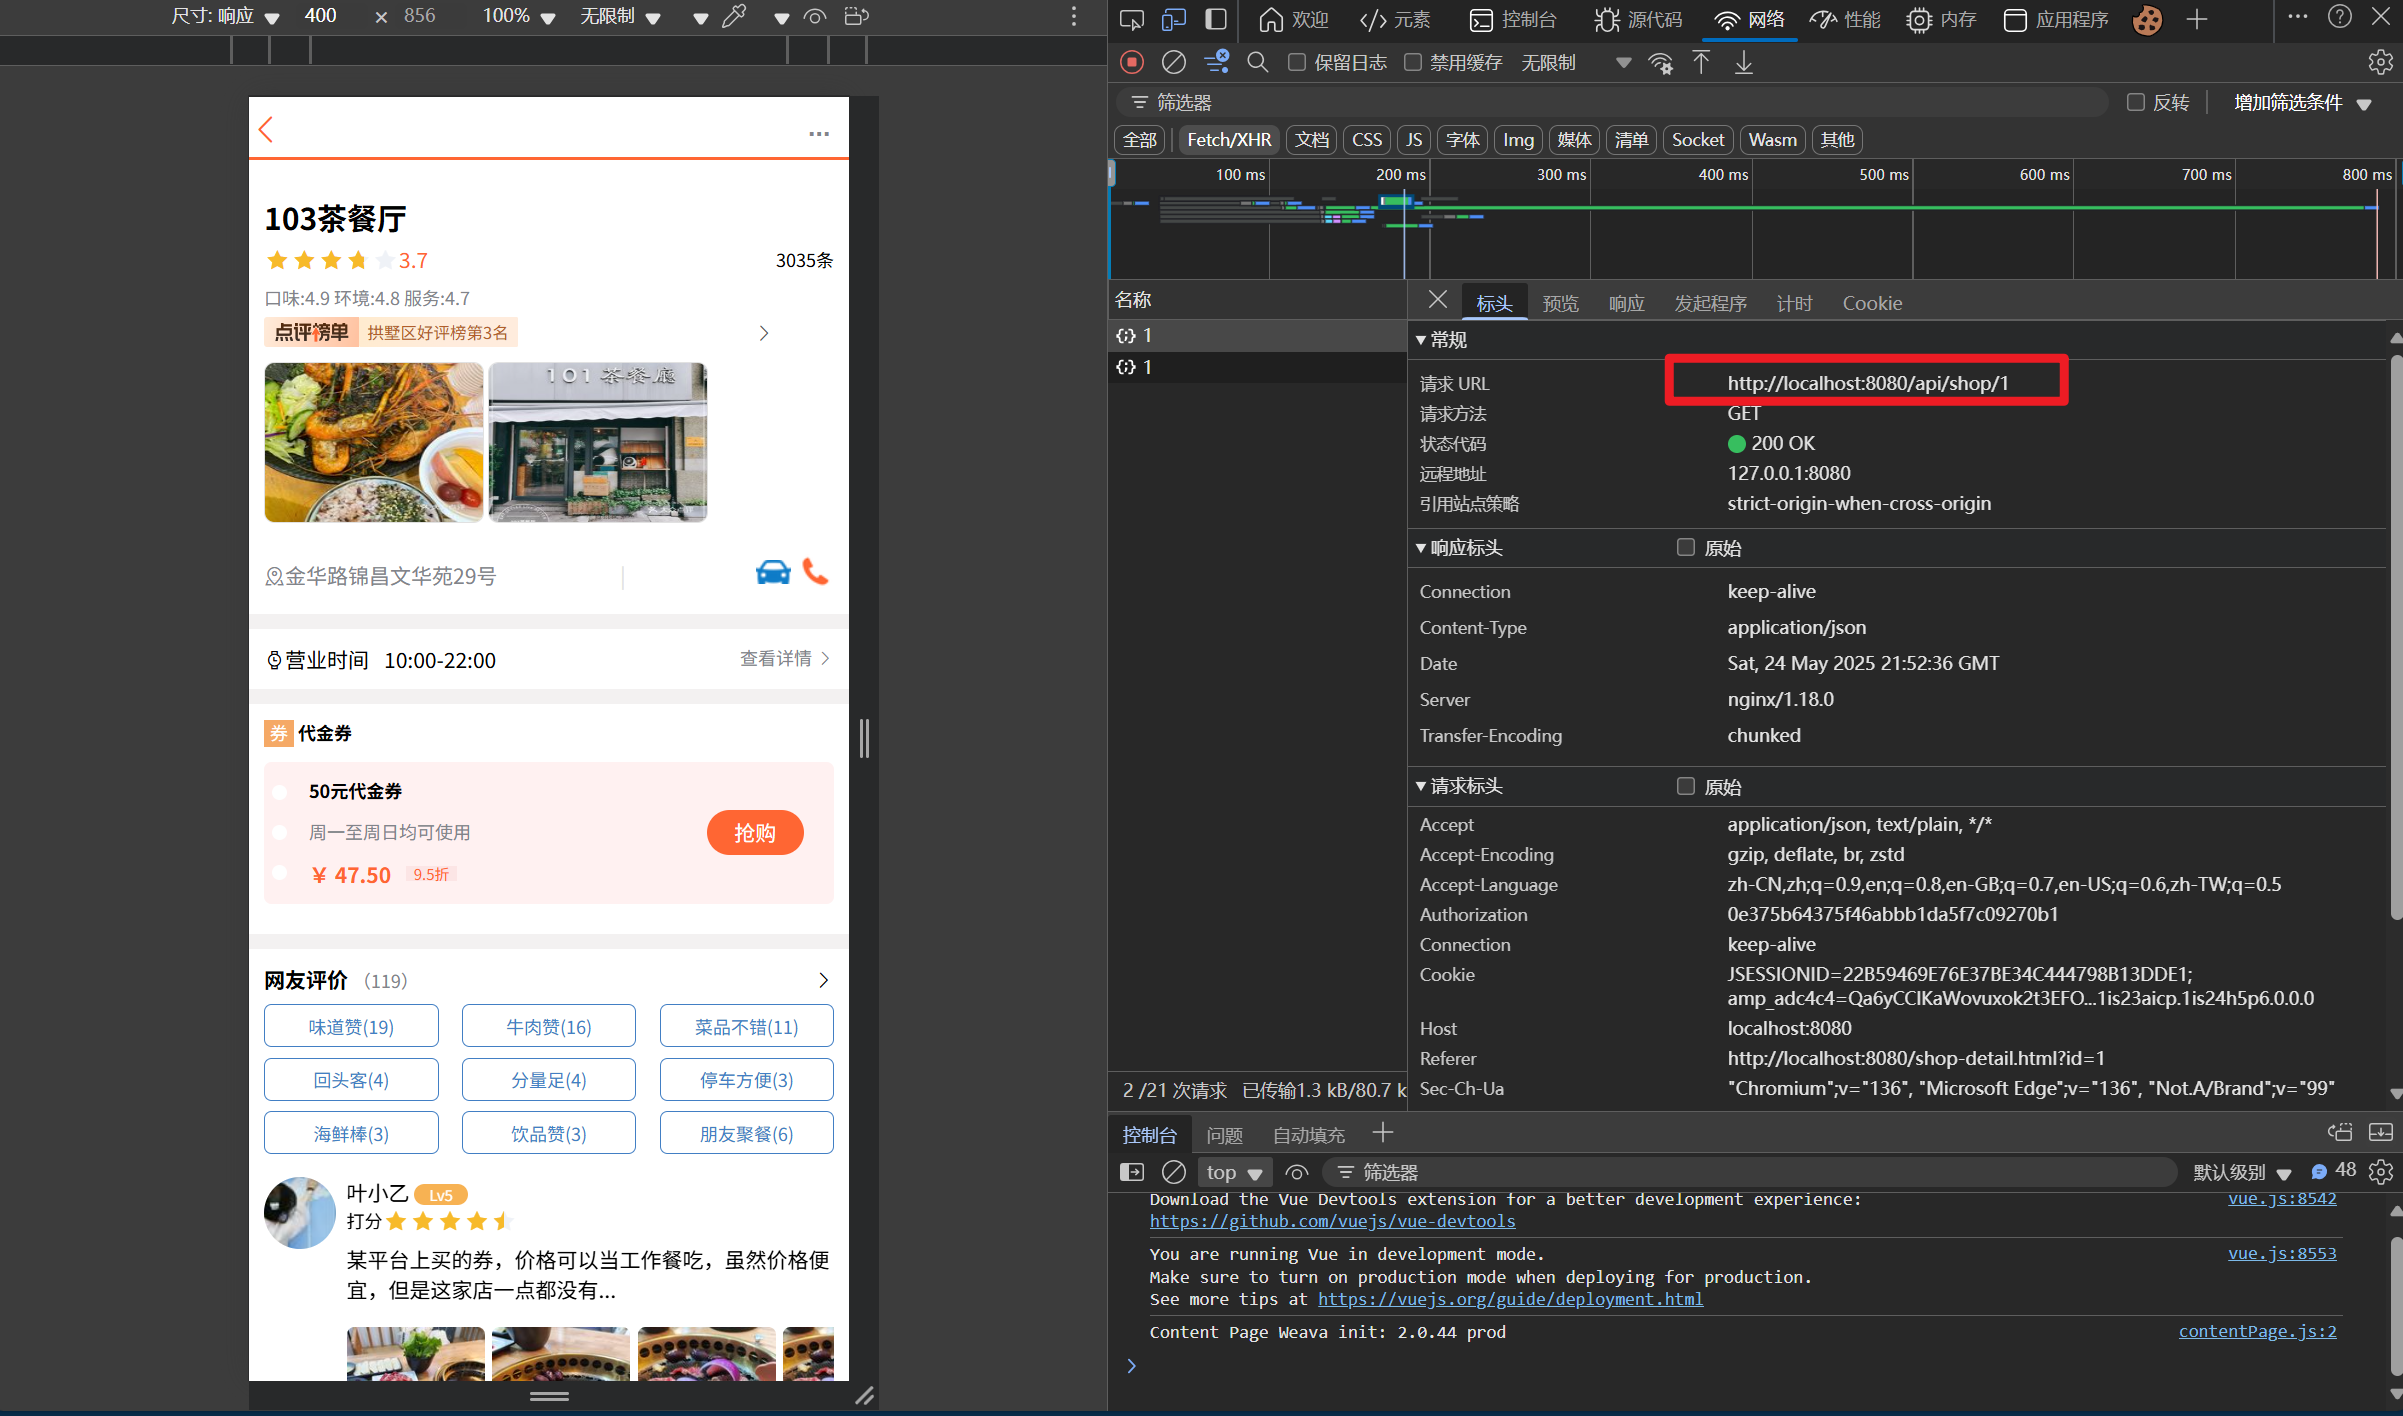 尺寸: 响应 400 × 856 100% 无限制
103茶餐厅
3.7 3035条
口味:4.9 环境:4.8 服务:4.7
点评榜单 拱墅区好评榜第3名
101 茶餐廳
金华路锦昌文华苑29号
营业时间 10:00-22:00 查看详情
券 代金券
50元代金券
周一至周日均可使用
抢购
¥ 47.50 9.5折
网友评价 (119)
味道赞(19) 牛肉赞(16) 菜品不错(11)
回头客(4) 分量足(4) 停车方便(3)
海鲜棒(3) 饮品赞(3) 朋友聚餐(6)
叶小乙 Lv5
打分
某平台上买的券，价格可以当工作餐吃，虽然价格便
宜，但是这家店一点都没有...
欢迎 元素 控制台 源代码 网络 性能 内存 应用程序
保留日志 禁用缓存 无限制
筛选器 反转 增加筛选条件
全部 Fetch/XHR 文档 CSS JS 字体 Img 媒体 清单 Socket Wasm 其他
100 ms 200 ms 300 ms 400 ms 500 ms 600 ms 700 ms 800 ms
名称
1
1
2 /21 次请求 已传输1.3 kB/80.7 k
标头 预览 响应 发起程序 计时 Cookie
常规
请求 URL http://localhost:8080/api/shop/1
请求方法 GET
状态代码 200 OK
远程地址 127.0.0.1:8080
引用站点策略 strict-origin-when-cross-origin
响应标头 原始
Connection keep-alive
Content-Type application/json
Date Sat, 24 May 2025 21:52:36 GMT
Server nginx/1.18.0
Transfer-Encoding chunked
请求标头 原始
Accept application/json, text/plain, */*
Accept-Encoding gzip, deflate, br, zstd
Accept-Language zh-CN,zh;q=0.9,en;q=0.8,en-GB;q=0.7,en-US;q=0.6,zh-TW;q=0.5
Authorization 0e375b64375f46abbb1da5f7c09270b1
Connection keep-alive
Cookie JSESSIONID=22B59469E76E37BE34C444798B13DDE1;
amp_adc4c4=Qa6yCCIKaWovuxok2t3EFO...1is23aicp.1is24h5p6.0.0.0
Host localhost:8080
Referer http://localhost:8080/shop-detail.html?id=1
Sec-Ch-Ua "Chromium";v="136", "Microsoft Edge";v="136", "Not.A/Brand";v="99"
控制台 问题 自动填充
top 筛选器 默认级别 48
Download the Vue Devtools extension for a better development experience: vue.js:8542
https://github.com/vuejs/vue-devtools
You are running Vue in development mode. vue.js:8553
Make sure to turn on production mode when deploying for production.
See more tips at https://vuejs.org/guide/deployment.html
Content Page Weava init: 2.0.44 prod contentPage.js:2